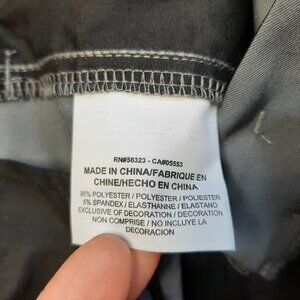 RN#56323 - CA#05553
MADE IN CHINA/FABRIQUE EN
CHINE/HECHO EN CHINA
95% POLYESTER / POLYESTER / POLIESTER
5% SPANDEX / ELASTHANNE / ELASTANO
EXCLUSIVE OF DECORATION / DECORATION
NON COMPRISE / NO INCLUYE LA
DECORACION